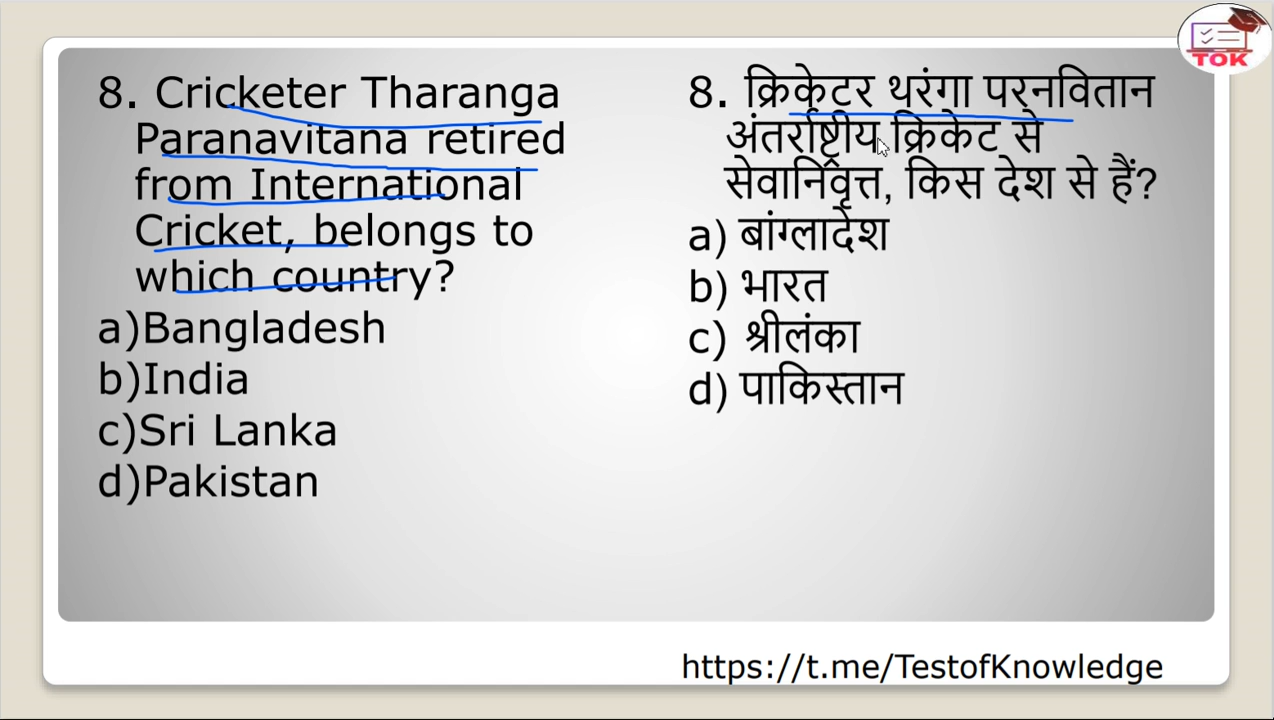 TOK
8. Cricketer Tharanga
Paranavitana retired
from International
Cricket, belongs to
which country?
a)Bangladesh
b)India
c)Sri Lanka
d)Pakistan
8. क्रिकेटर थरंगा परनवितान
अंतर्राष्ट्रीय क्रिकेट से
सेवानिवृत्त, किस देश से हैं?
a) बांग्लादेश
b) भारत
c) श्रीलंका
d) पाकिस्तान
https://t.me/TestofKnowledge